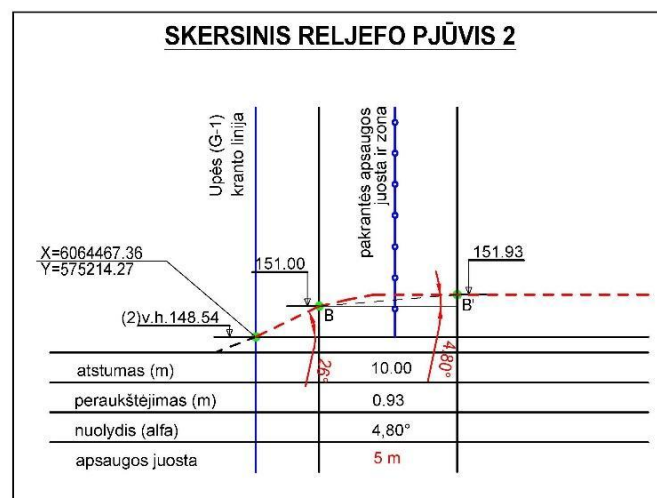 SKERSINIS RELJEFO PJŪVIS 2
Upės (G-1)
kranto linija
pakrantės apsaugos
juosta ir zona
X=6064467.36
Y=575214.27
151.00
151.93
B
B'
(2)v.h.148.54
26°
4,80°
atstumas (m) 10.00
peraukštėjimas (m) 0.93
nuolydis (alfa) 4,80°
apsaugos juosta 5 m